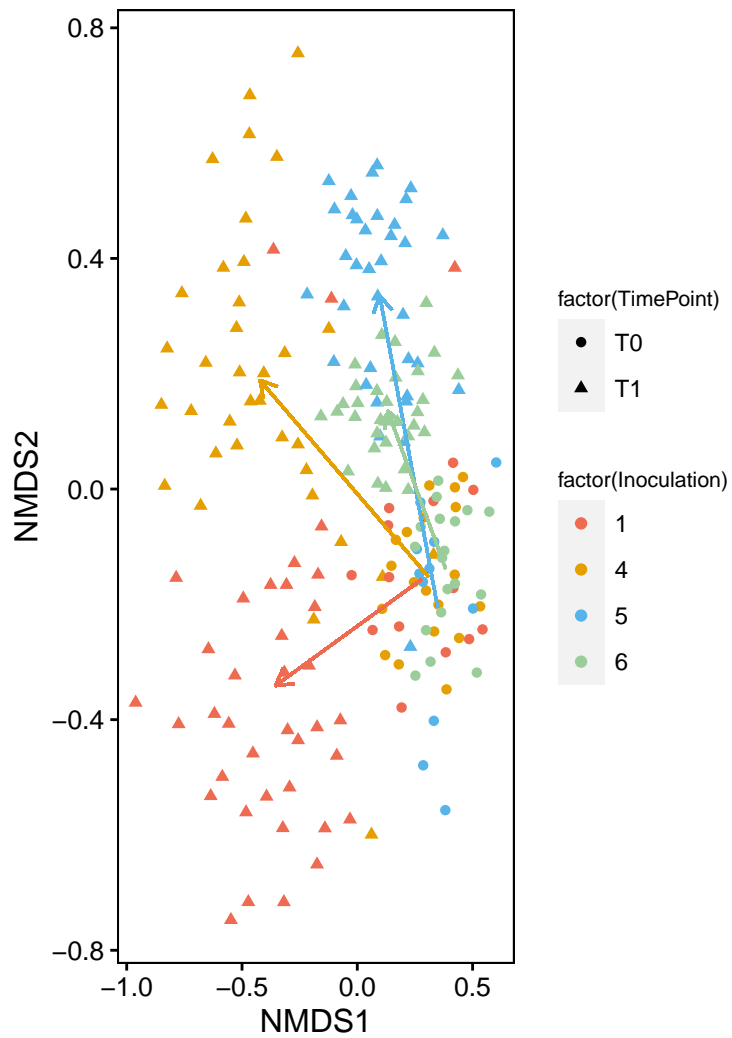 0.8
0.4
0.0
−0.4
−0.8
NMDS2
−1.0 −0.5 0.0 0.5
NMDS1
factor(TimePoint)
T0
T1
factor(Inoculation)
1
4
5
6